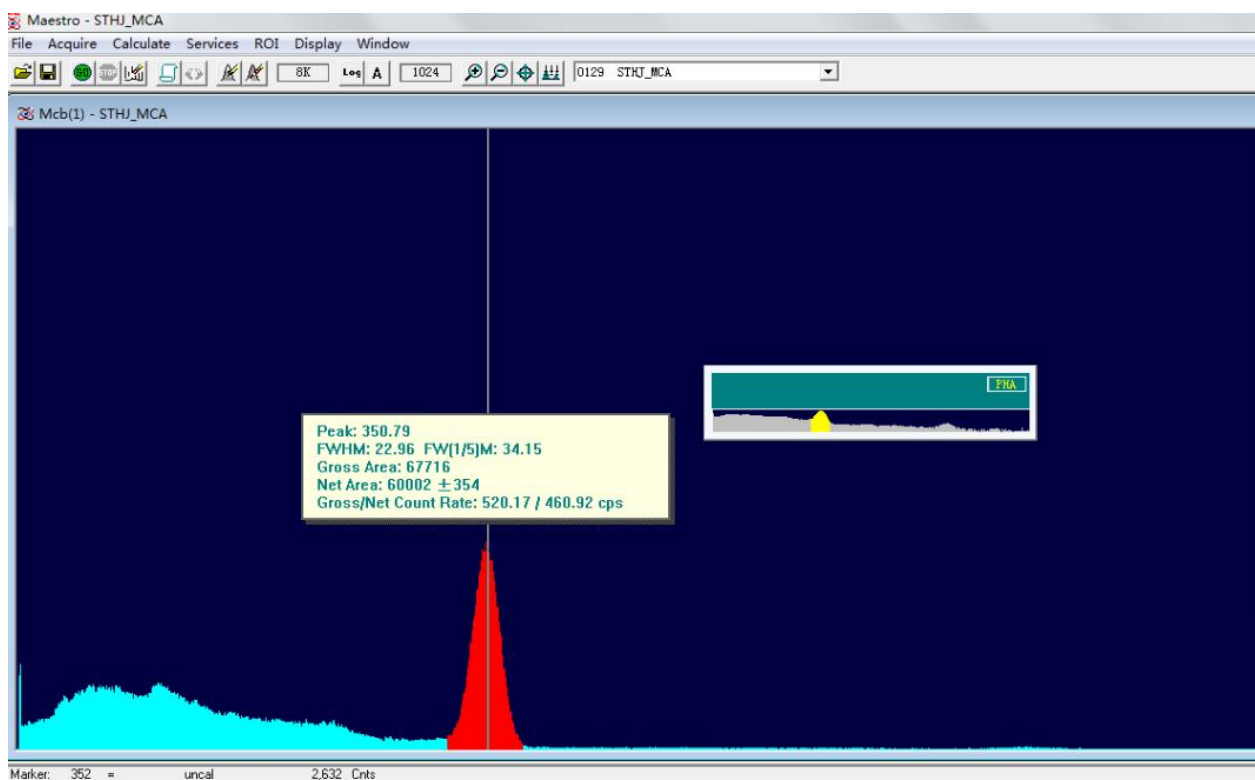 Maestro - STHJ_MCA
File Acquire Calculate Services ROI Display Window
GO STOP 8K Log A 1024 0129 STHJ_MCA
Mcb(1) - STHJ_MCA
PHA
Peak: 350.79
FWHM: 22.96 FW(1/5)M: 34.15
Gross Area: 67716
Net Area: 60002 ±354
Gross/Net Count Rate: 520.17 / 460.92 cps
Marker: 352 = uncal 2,632 Cnts